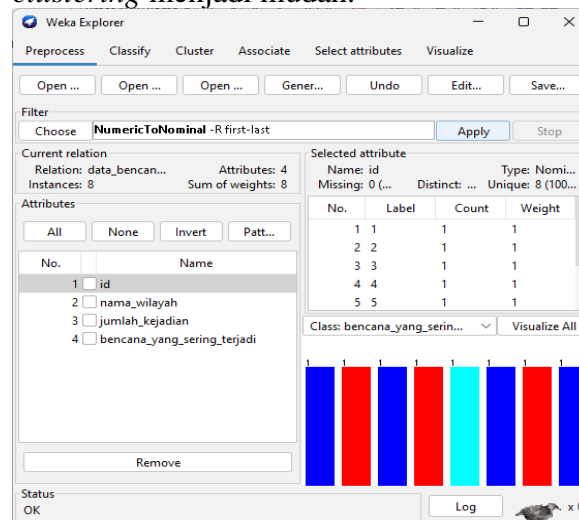 clustering menjadi mudah.
Weka Explorer
Preprocess Classify Cluster Associate Select attributes Visualize
Open ... Open ... Open ... Gener... Undo Edit... Save...
Filter
Choose NumericToNominal -R first-last Apply Stop
Current relation
Relation: data_bencan... Attributes: 4
Instances: 8 Sum of weights: 8
Selected attribute
Name: id Type: Nomi...
Missing: 0 (... Distinct: ... Unique: 8 (100...
Attributes
All None Invert Patt...
No. Name
1 id
2 nama_wilayah
3 jumlah_kejadian
4 bencana_yang_sering_terjadi
Remove
No. Label Count Weight
1 1 1 1
2 2 1 1
3 3 1 1
4 4 1 1
5 5 1 1
Class: bencana_yang_serin... Visualize All
1 1 1 1 1 1 1 1
Status
OK
Log x